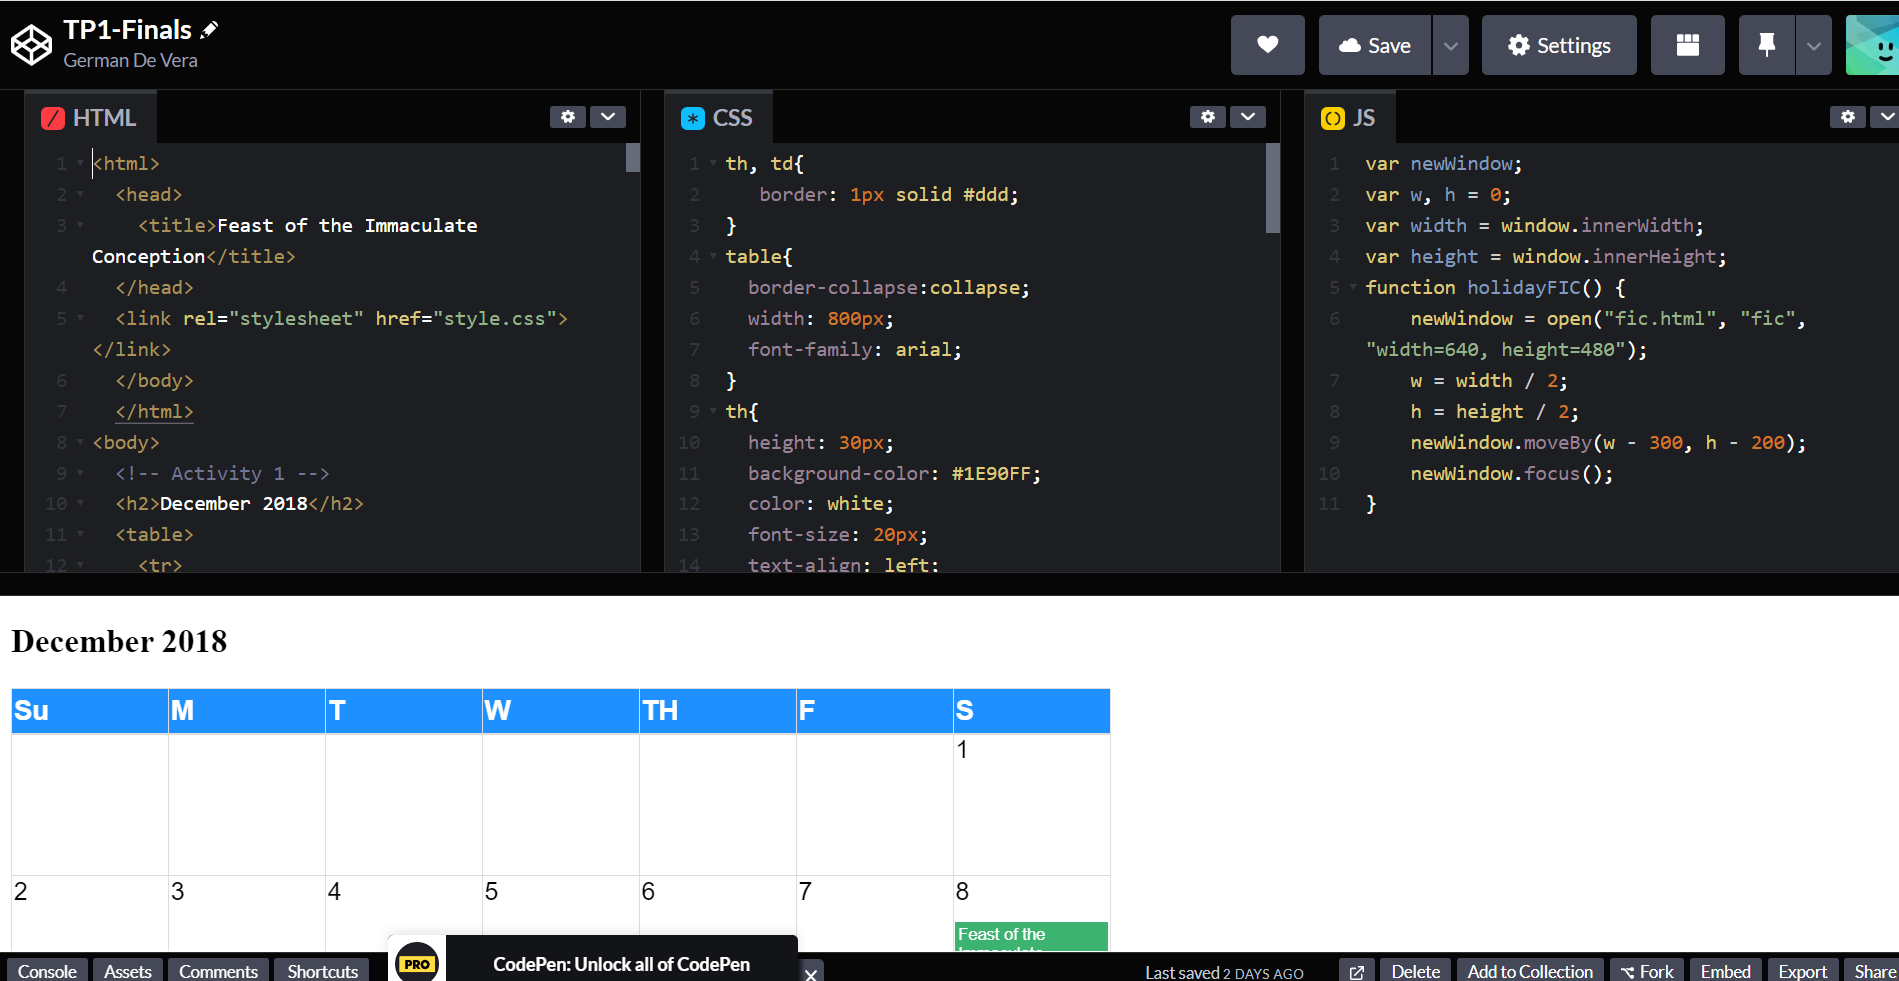 TP1-Finals
German De Vera
Save
Settings
HTML
1 <html>
2 <head>
3 <title>Feast of the Immaculate
Conception</title>
4 </head>
5 <link rel="stylesheet" href="style.css">
</link>
6 </body>
7 </html>
8 <body>
9 <!-- Activity 1 -->
10 <h2>December 2018</h2>
11 <table>
12 <tr>
CSS
1 th, td{
2 border: 1px solid #ddd;
3 }
4 table{
5 border-collapse:collapse;
6 width: 800px;
7 font-family: arial;
8 }
9 th{
10 height: 30px;
11 background-color: #1E90FF;
12 color: white;
13 font-size: 20px;
14 text-align: left;
JS
1 var newWindow;
2 var w, h = 0;
3 var width = window.innerWidth;
4 var height = window.innerHeight;
5 function holidayFIC() {
6 newWindow = open("fic.html", "fic",
"width=640, height=480");
7 w = width / 2;
8 h = height / 2;
9 newWindow.moveBy(w - 300, h - 200);
10 newWindow.focus();
11 }
December 2018
Su M T W TH F S
1
2 3 4 5 6 7 8
Feast of the
Immaculate
PRO CodePen: Unlock all of CodePen
Console Assets Comments Shortcuts Last saved 2 DAYS AGO Delete Add to Collection Fork Embed Export Share